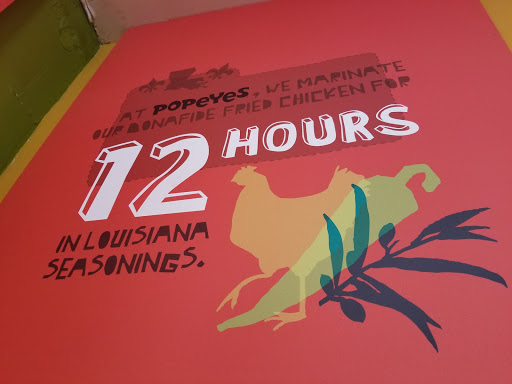 AT POPEYES, WE MARINATE
OUR BONAFIDE FRIED CHICKEN FOR
12 HOURS
IN LOUISIANA
SEASONINGS.